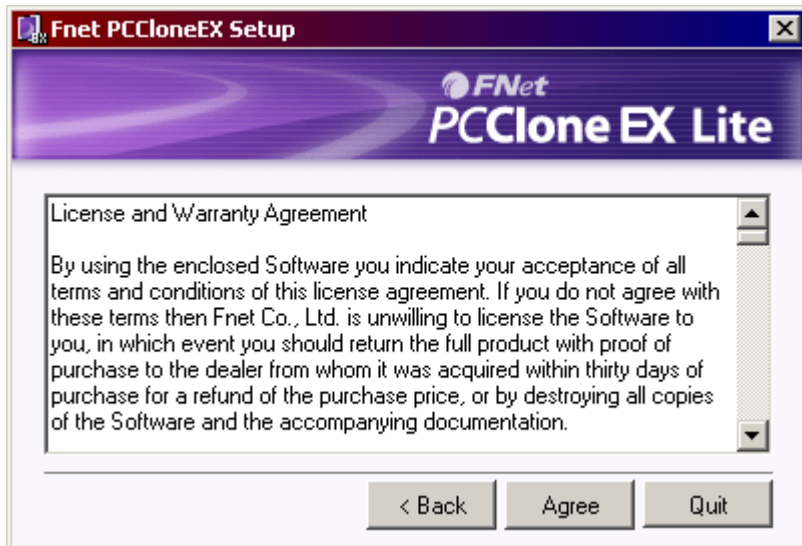 Fnet PCCloneEX Setup
FNet
PCClone EX Lite
License and Warranty Agreement
By using the enclosed Software you indicate your acceptance of all
terms and conditions of this license agreement. If you do not agree with
these terms then Fnet Co., Ltd. is unwilling to license the Software to
you, in which event you should return the full product with proof of
purchase to the dealer from whom it was acquired within thirty days of
purchase for a refund of the purchase price, or by destroying all copies
of the Software and the accompanying documentation.
< Back
Agree
Quit